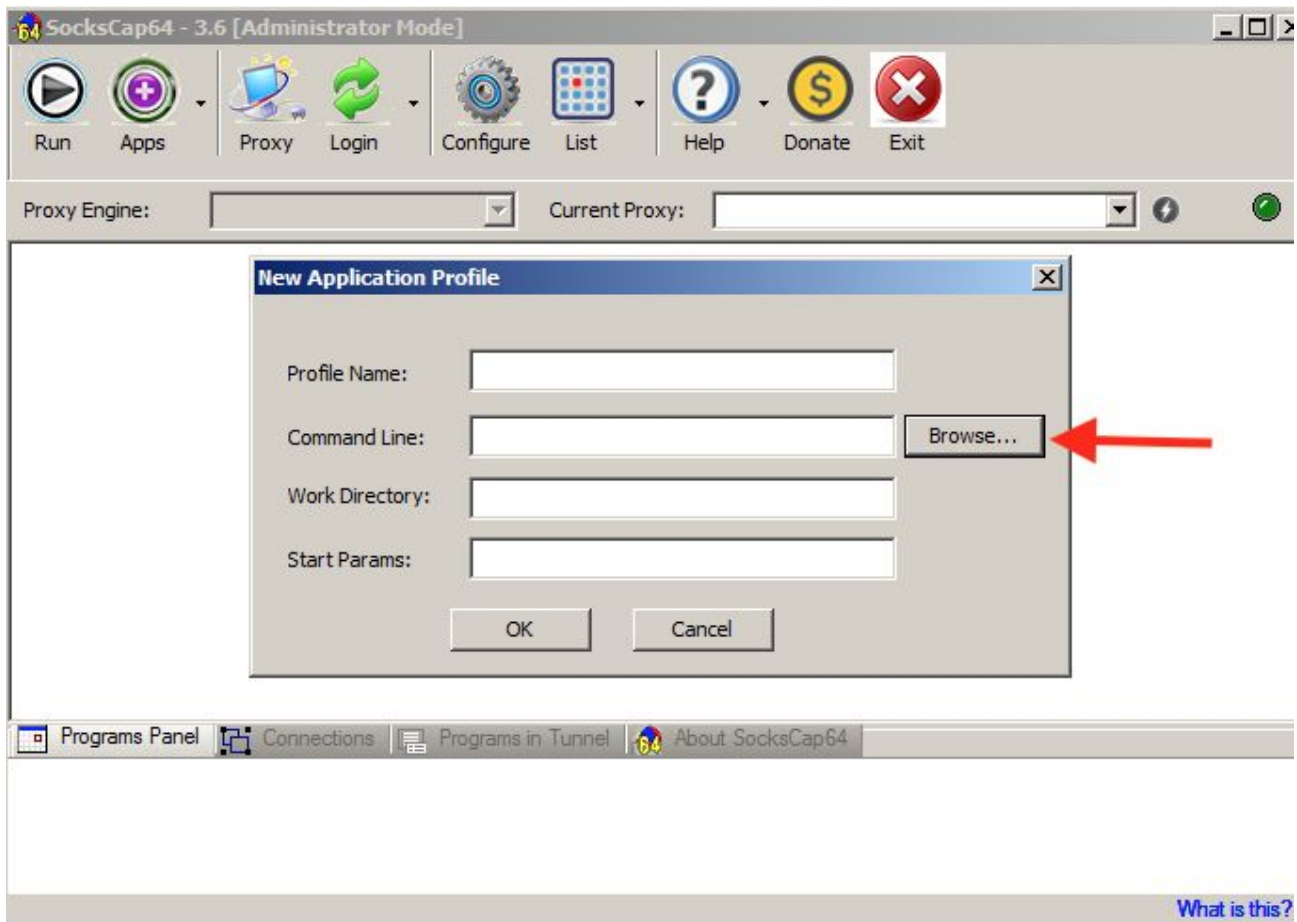 64 SocksCap64 - 3.6 [Administrator Mode]
Run Apps Proxy Login Configure List Help Donate Exit
Proxy Engine: Current Proxy:
New Application Profile
Profile Name:
Command Line: Browse...
Work Directory:
Start Params:
OK Cancel
Programs Panel Connections Programs in Tunnel 64 About SocksCap64
What is this?